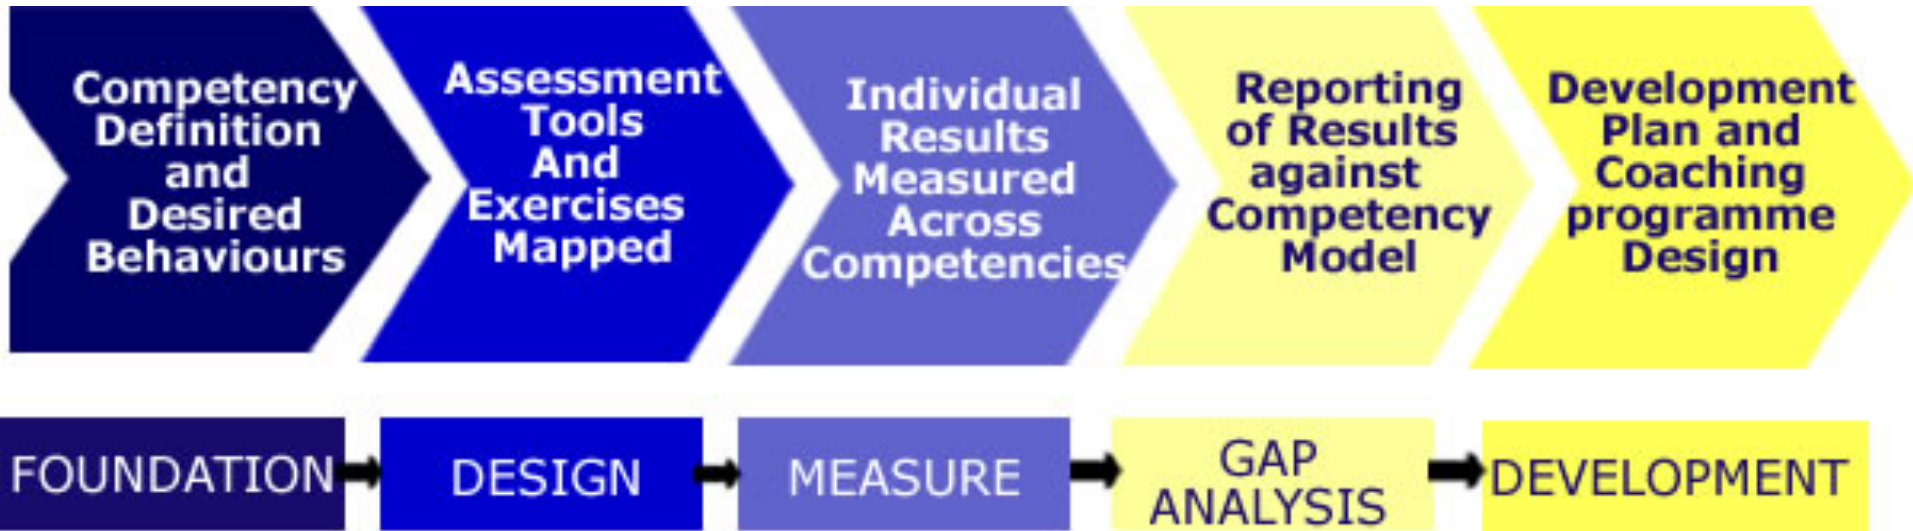 Competency
Definition
and
Desired
Behaviours
Assessment
Tools
And
Exercises
Mapped
Individual
Results
Measured
Across
Competencies
Reporting
of Results
against
Competency
Model
Development
Plan and
Coaching
programme
Design
FOUNDATION
DESIGN
MEASURE
GAP
ANALYSIS
DEVELOPMENT